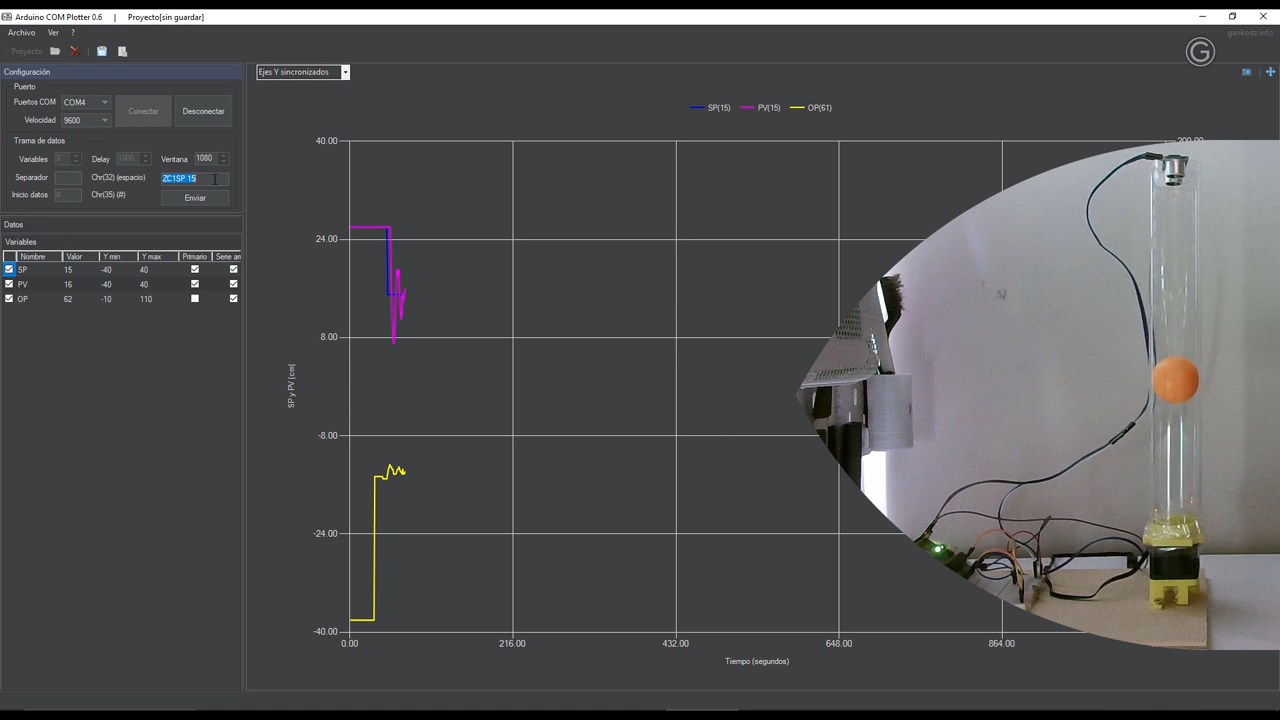 Arduino COM Plotter 0.6 | Proyecto[sin guardar]
Archivo Ver ?
garikoitz.info
Proyecto
G
Configuración
Ejes Y sincronizados
Puerto
Puertos COM COM4 Conectar Desconectar
Velocidad 9600
Trama de datos
Variables 3 Delay 1000 Ventana 1080
Separador Chr(32) (espacio) ZC1SP 15
Inicio datos # Chr(35) (#) Enviar
Datos
Variables
Nombre Valor Y min Y max Primario Serie an
SP 15 -40 40
PV 16 -40 40
OP 62 -10 110
SP(15) PV(15) OP(61)
40.00
200.00
24.00
8.00
SP y PV (cm)
-8.00
-24.00
-40.00
0.00 216.00 432.00 648.00 864.00
Tiempo (segundos)